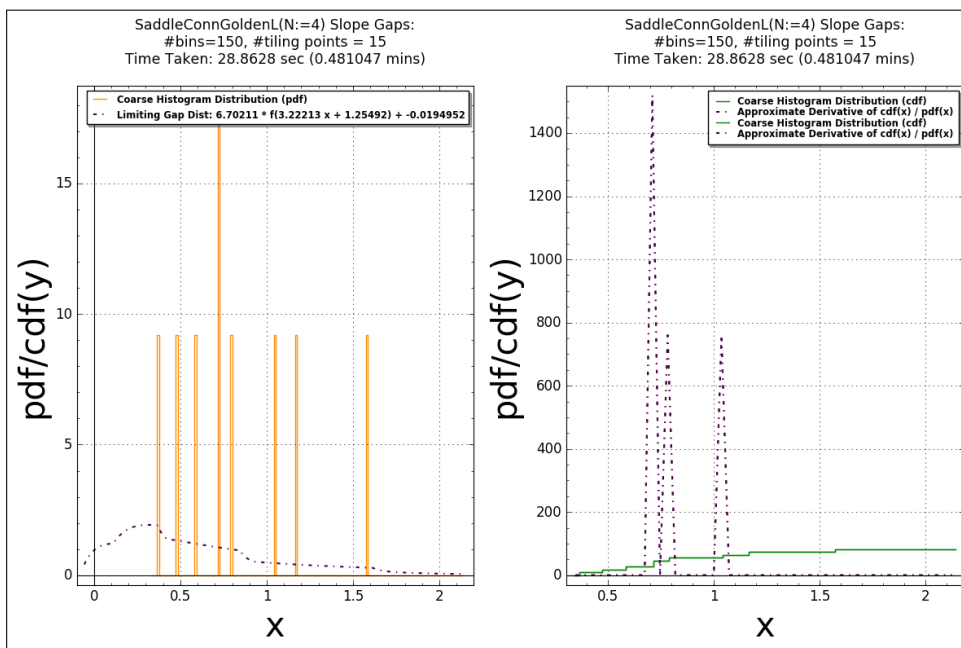 SaddleConnGoldenL(N:=4) Slope Gaps:
#bins=150, #tiling points = 15
Time Taken: 28.8628 sec (0.481047 mins)
Coarse Histogram Distribution (pdf)
Limiting Gap Dist: 6.70211 * f(3.22213 x + 1.25492) + -0.0194952
pdf/cdf(y)
15
10
5
0
0
0.5
1
1.5
2
x
SaddleConnGoldenL(N:=4) Slope Gaps:
#bins=150, #tiling points = 15
Time Taken: 28.8628 sec (0.481047 mins)
Coarse Histogram Distribution (cdf)
Approximate Derivative of cdf(x) / pdf(x)
Coarse Histogram Distribution (cdf)
Approximate Derivative of cdf(x) / pdf(x)
pdf/cdf(y)
1400
1200
1000
800
600
400
200
0
0.5
1
1.5
2
x